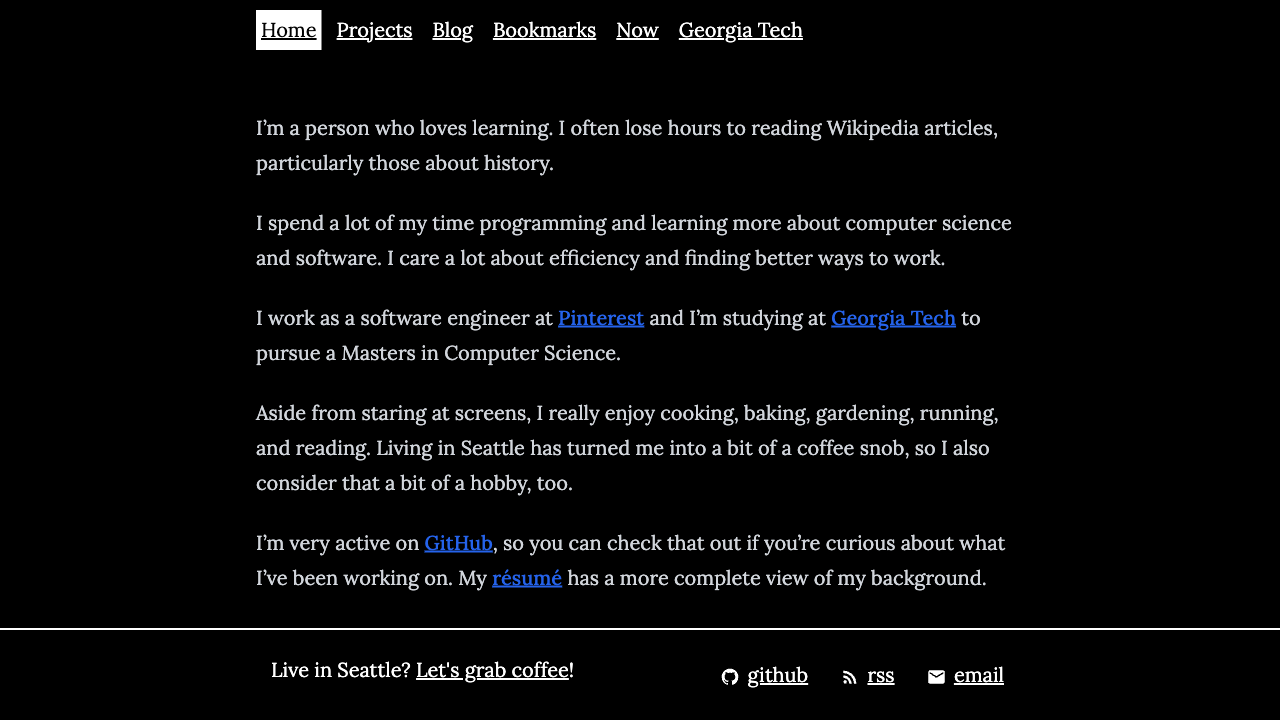 Home Projects Blog Bookmarks Now Georgia Tech
I’m a person who loves learning. I often lose hours to reading Wikipedia articles,
particularly those about history.
I spend a lot of my time programming and learning more about computer science
and software. I care a lot about efficiency and finding better ways to work.
I work as a software engineer at Pinterest and I’m studying at Georgia Tech to
pursue a Masters in Computer Science.
Aside from staring at screens, I really enjoy cooking, baking, gardening, running,
and reading. Living in Seattle has turned me into a bit of a coffee snob, so I also
consider that a bit of a hobby, too.
I’m very active on GitHub, so you can check that out if you’re curious about what
I’ve been working on. My résumé has a more complete view of my background.
Live in Seattle? Let's grab coffee!
github rss email